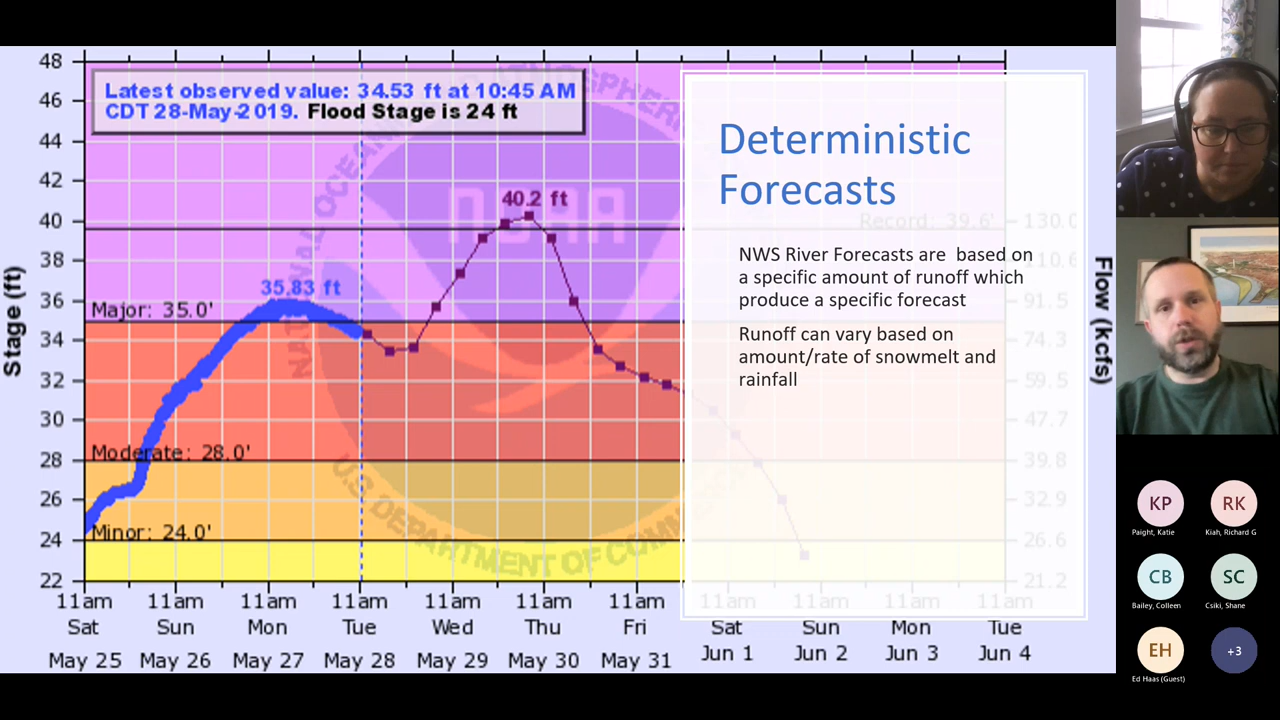 Latest observed value: 34.53 ft at 10:45 AM
CDT 28-May-2019. Flood Stage is 24 ft
Stage (ft)
48
46
44
42
40
38
36
34
32
30
28
26
24
22
Major: 35.0'
Moderate: 28.0'
Minor: 24.0'
35.83 ft
40.2 ft
NOAA
U.S. DEPARTMENT OF COMM
Deterministic
Forecasts
Record: 39.6'
NWS River Forecasts are based on
a specific amount of runoff which
produce a specific forecast
Runoff can vary based on
amount/rate of snowmelt and
rainfall
130.0
110.6
91.5
74.3
59.5
47.7
39.8
32.9
26.6
21.2
Flow (kcfs)
11am 11am 11am 11am 11am 11am 11am 11am 11am 11am 11am
Sat Sun Mon Tue Wed Thu Fri Sat Sun Mon Tue
May 25 May 26 May 27 May 28 May 29 May 30 May 31 Jun 1 Jun 2 Jun 3 Jun 4
KP RK
Paight, Katie Kiah, Richard G
CB SC
Bailey, Colleen Csiki, Shane
EH +3
Ed Haas (Guest)